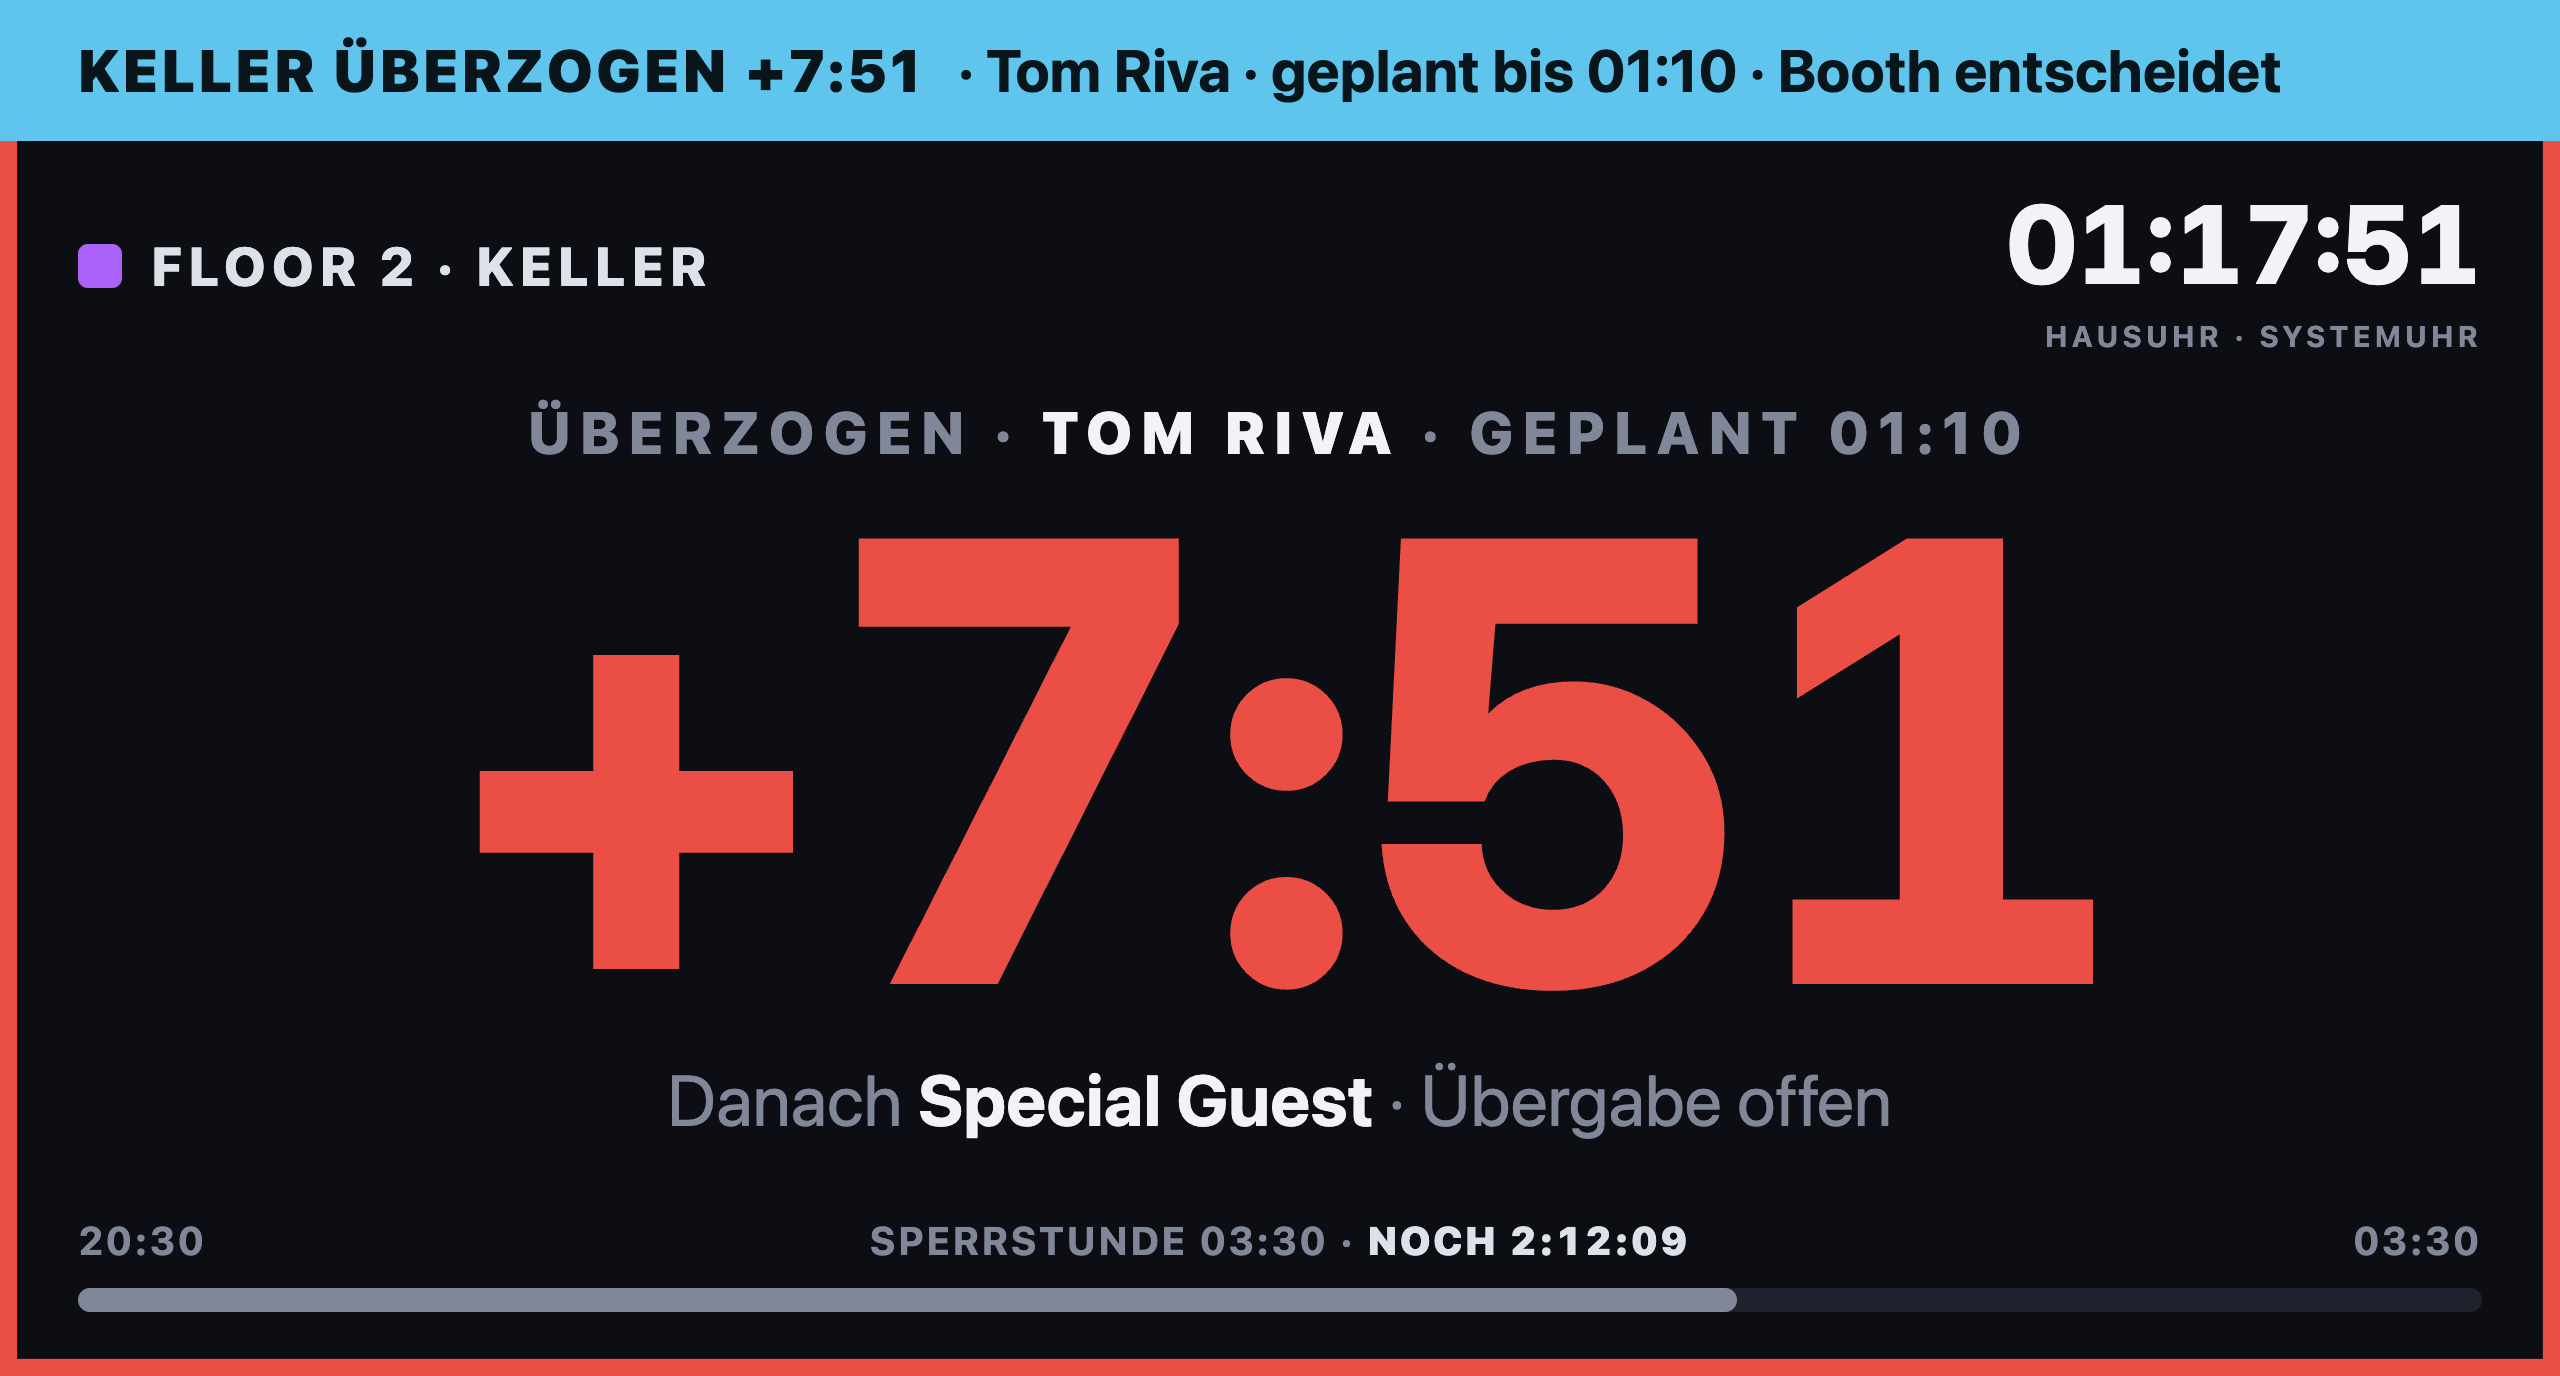 KELLER ÜBERZOGEN +7:51 · Tom Riva · geplant bis 01:10 · Booth entscheidet
FLOOR 2 · KELLER
01:17:51
HAUSUHR · SYSTEMUHR
ÜBERZOGEN · TOM RIVA · GEPLANT 01:10
+7:51
Danach Special Guest · Übergabe offen
20:30
SPERRSTUNDE 03:30 · NOCH 2:12:09
03:30